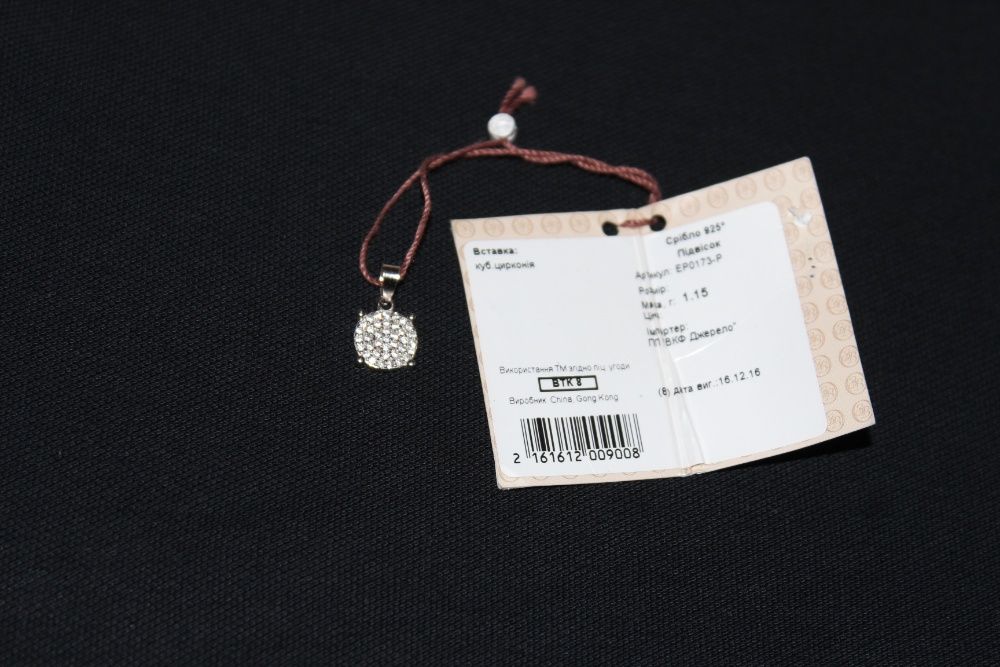 Вставка:
куб.цирконія
Використання ТМ згідно ліц. угоди
ВТК 8
Виробник: China, Gong Kong
2 161612 009008
Срібло 925°
Підвісок
Артикул: EP0173-P
Розмір:
Маса, г: 1.15
Ціна:
Імпортер:
ПП ВКФ Джерело"
(8) Дата виг.:16.12.16